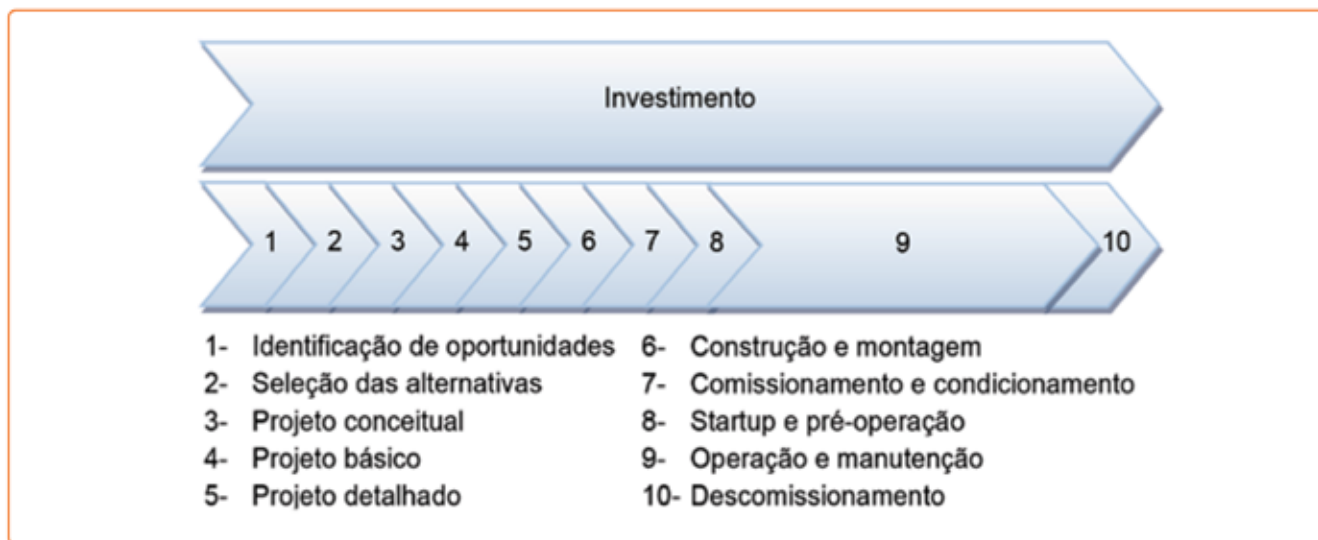 Investimento
1 2 3 4 5 6 7 8 9 10
1- Identificação de oportunidades
2- Seleção das alternativas
3- Projeto conceitual
4- Projeto básico
5- Projeto detalhado
6- Construção e montagem
7- Comissionamento e condicionamento
8- Startup e pré-operação
9- Operação e manutenção
10- Descomissionamento